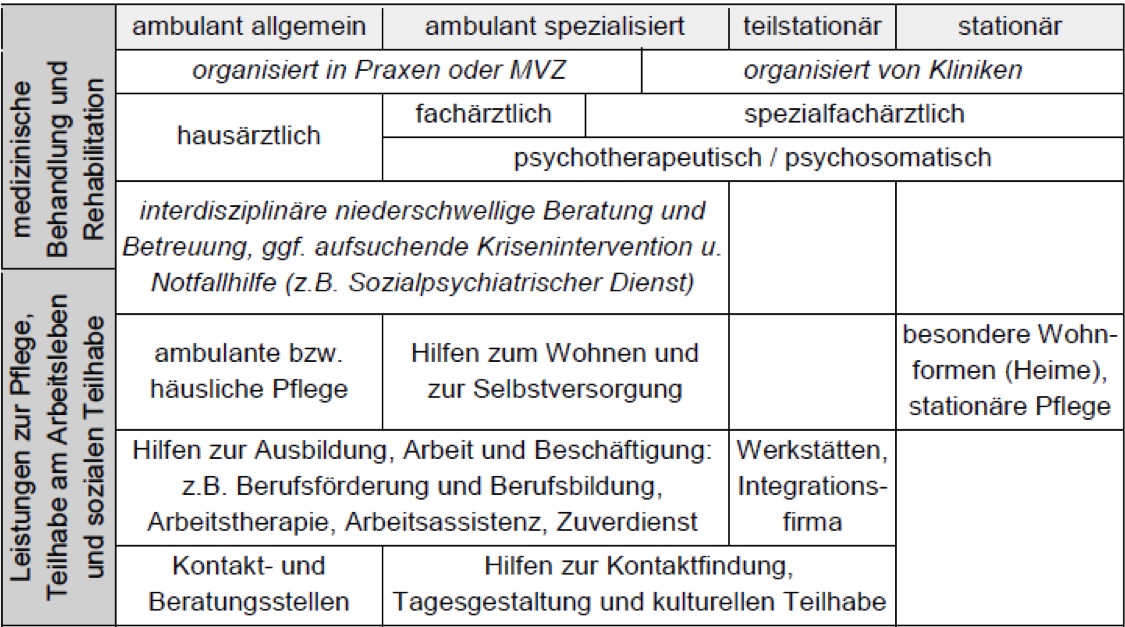 ambulant allgemein
ambulant spezialisiert
teilstationär
stationär
medizinische
Behandlung und
Rehabilitation
organisiert in Praxen oder MVZ
organisiert von Kliniken
hausärztlich
fachärztlich
spezialfachärztlich
psychotherapeutisch / psychosomatisch
interdisziplinäre niederschwellige Beratung und
Betreuung, ggf. aufsuchende Krisenintervention u.
Notfallhilfe (z.B. Sozialpsychiatrischer Dienst)
Leistungen zur Pflege,
Teilhabe am Arbeitsleben
und sozialen Teilhabe
ambulante bzw.
häusliche Pflege
Hilfen zum Wohnen und
zur Selbstversorgung
besondere Wohn-
formen (Heime),
stationäre Pflege
Hilfen zur Ausbildung, Arbeit und Beschäftigung:
z.B. Berufsförderung und Berufsbildung,
Arbeitstherapie, Arbeitsassistenz, Zuverdienst
Werkstätten,
Integrations-
firma
Kontakt- und
Beratungsstellen
Hilfen zur Kontaktfindung,
Tagesgestaltung und kulturellen Teilhabe